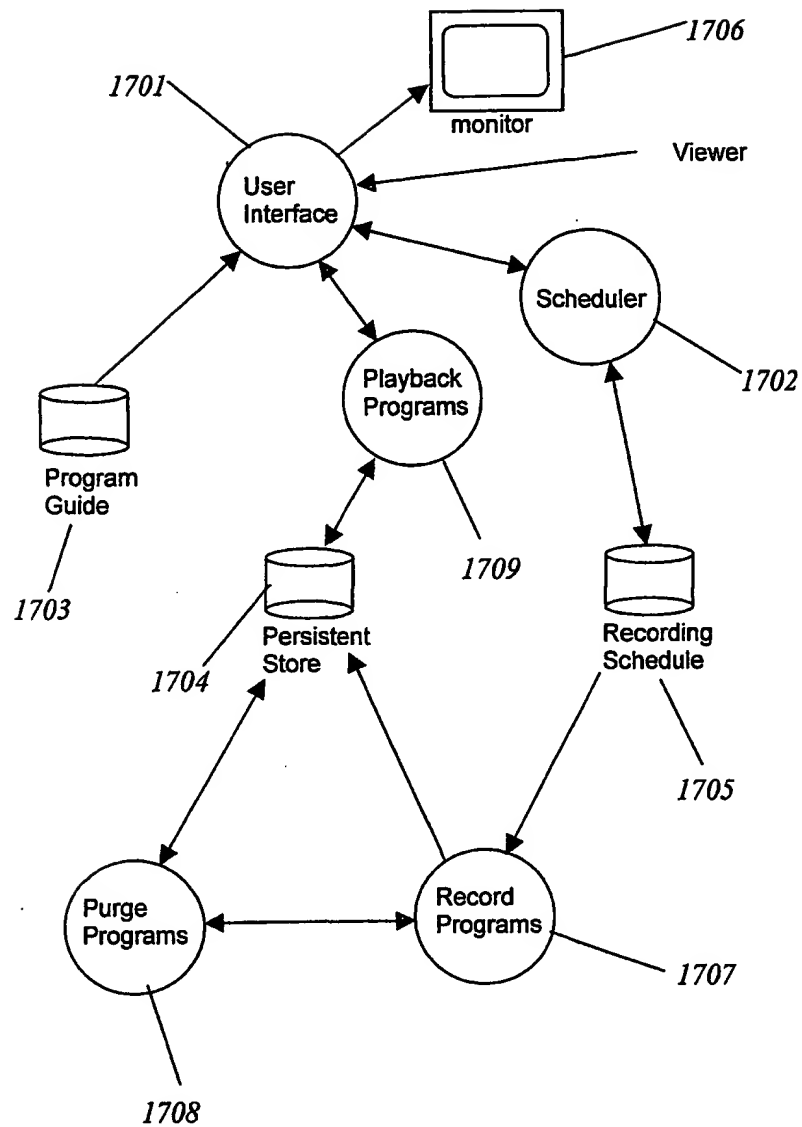 1706
1701
monitor
Viewer
User
Interface
Scheduler
1702
Playback
Programs
Program
Guide
1703
1709
Persistent
Store
1704
Recording
Schedule
1705
Purge
Programs
Record
Programs
1707
1708